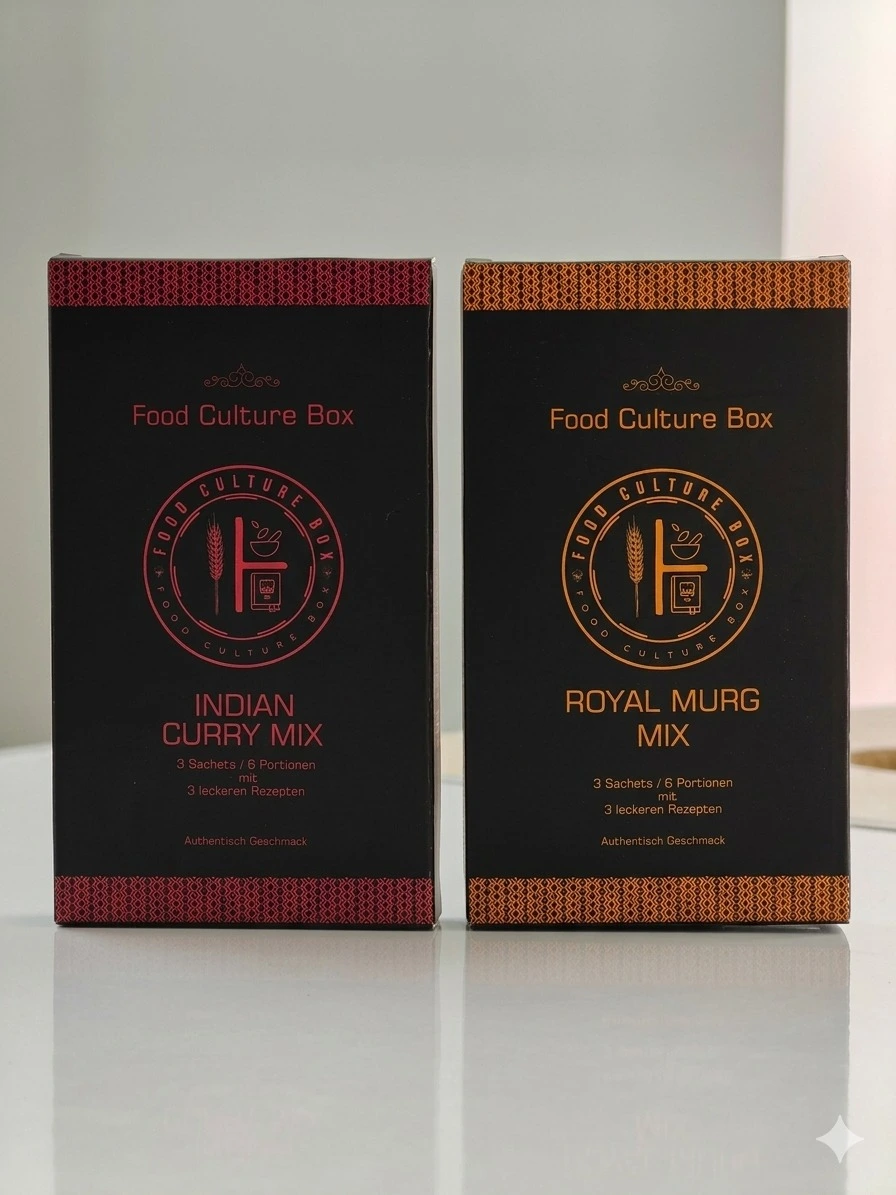 Food Culture Box
FOOD CULTURE BOX
FOOD CULTURE BOX
INDIAN
CURRY MIX
3 Sachets / 6 Portionen
mit
3 leckeren Rezepten
Authentisch Geschmack
Food Culture Box
FOOD CULTURE BOX
FOOD CULTURE BOX
ROYAL MURG
MIX
3 Sachets / 6 Portionen
mit
3 leckeren Rezepten
Authentisch Geschmack